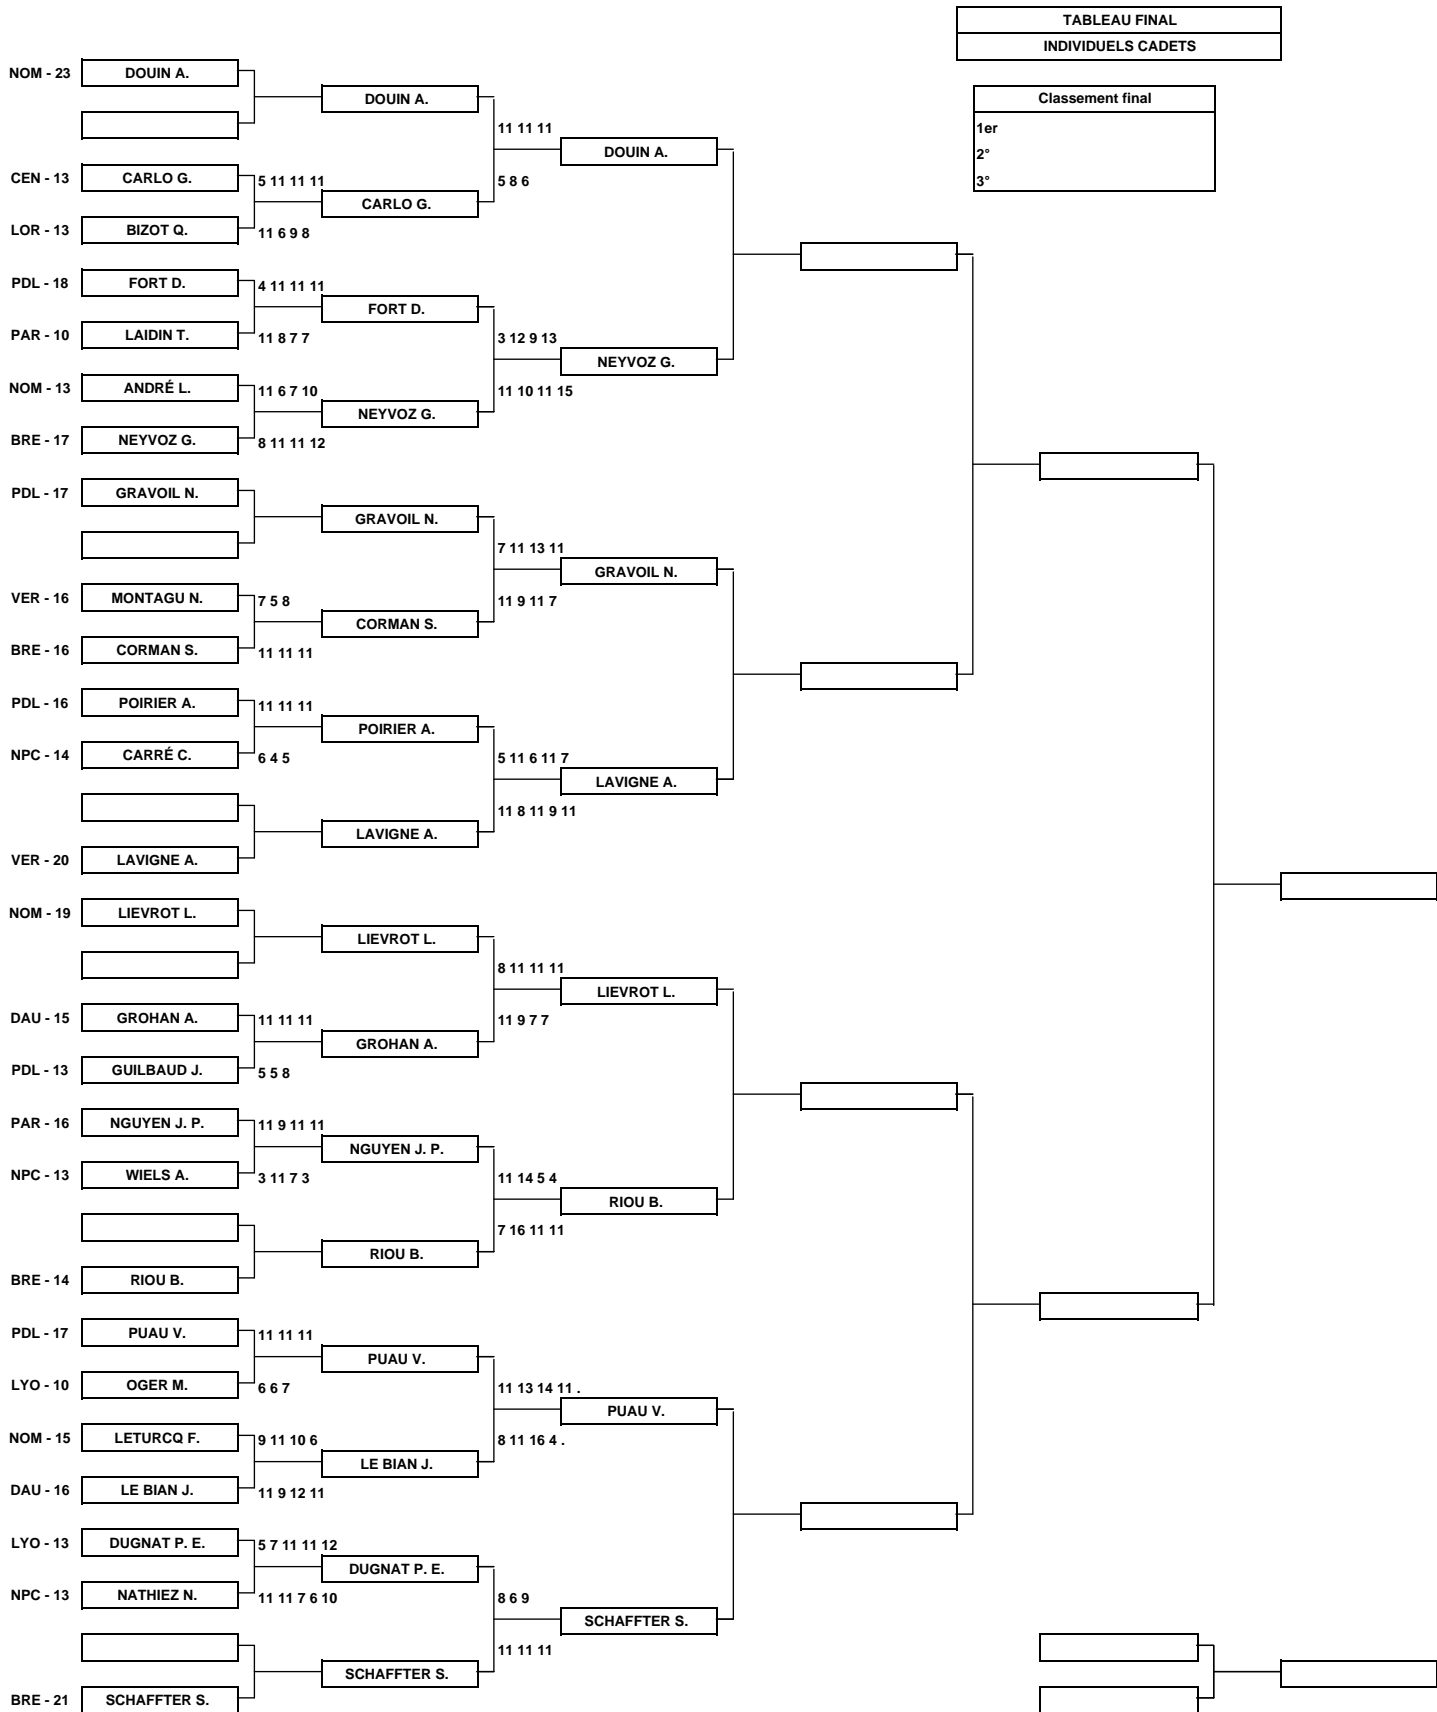 TABLEAU FINAL
INDIVIDUELS CADETS
Classement final
1er
2°
3°
NOM - 23 DOUIN A.
DOUIN A.
11 11 11
DOUIN A.
CEN - 13 CARLO G. 5 11 11 11
5 8 6
CARLO G.
LOR - 13 BIZOT Q. 11 6 9 8
PDL - 18 FORT D. 4 11 11 11
FORT D.
PAR - 10 LAIDIN T. 11 8 7 7
3 12 9 13
NEYVOZ G.
NOM - 13 ANDRÉ L. 11 6 7 10
11 10 11 15
NEYVOZ G.
BRE - 17 NEYVOZ G. 8 11 11 12
PDL - 17 GRAVOIL N.
GRAVOIL N.
7 11 13 11
GRAVOIL N.
VER - 16 MONTAGU N. 7 5 8
11 9 11 7
CORMAN S.
BRE - 16 CORMAN S. 11 11 11
PDL - 16 POIRIER A. 11 11 11
POIRIER A.
NPC - 14 CARRÉ C. 6 4 5
5 11 6 11 7
LAVIGNE A.
11 8 11 9 11
LAVIGNE A.
VER - 20 LAVIGNE A.
NOM - 19 LIEVROT L.
LIEVROT L.
8 11 11 11
LIEVROT L.
DAU - 15 GROHAN A. 11 11 11
11 9 7 7
GROHAN A.
PDL - 13 GUILBAUD J. 5 5 8
PAR - 16 NGUYEN J. P. 11 9 11 11
NGUYEN J. P.
NPC - 13 WIELS A. 3 11 7 3
11 14 5 4
RIOU B.
7 16 11 11
RIOU B.
BRE - 14 RIOU B.
PDL - 17 PUAU V. 11 11 11
PUAU V.
LYO - 10 OGER M. 6 6 7
11 13 14 11 .
PUAU V.
NOM - 15 LETURCQ F. 9 11 10 6
8 11 16 4 .
LE BIAN J.
DAU - 16 LE BIAN J. 11 9 12 11
LYO - 13 DUGNAT P. E. 5 7 11 11 12
DUGNAT P. E.
NPC - 13 NATHIEZ N. 11 11 7 6 10
8 6 9
SCHAFFTER S.
11 11 11
SCHAFFTER S.
BRE - 21 SCHAFFTER S.